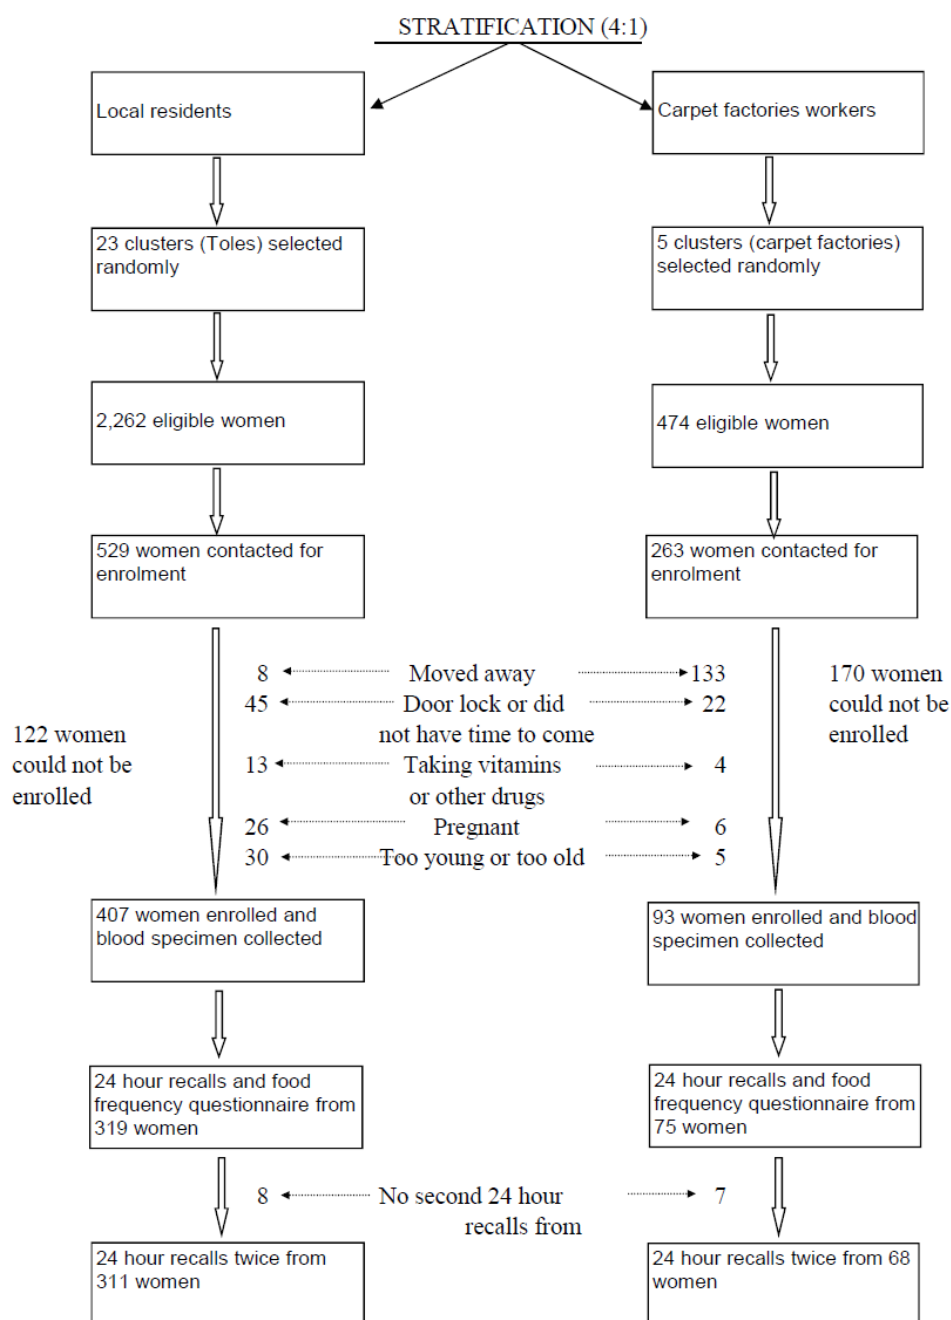 STRATIFICATION (4:1)
Local residents
Carpet factories workers
23 clusters (Toles) selected
randomly
5 clusters (carpet factories)
selected randomly
2,262 eligible women
474 eligible women
529 women contacted for
enrolment
263 women contacted for
enrolment
122 women
could not be
enrolled
8 Moved away 133
45 Door lock or did 22
not have time to come
13 Taking vitamins 4
or other drugs
26 Pregnant 6
30 Too young or too old 5
170 women
could not be
enrolled
407 women enrolled and
blood specimen collected
93 women enrolled and blood
specimen collected
24 hour recalls and food
frequency questionnaire from
319 women
24 hour recalls and food
frequency questionnaire from
75 women
8 No second 24 hour 7
recalls from
24 hour recalls twice from
311 women
24 hour recalls twice from 68
women